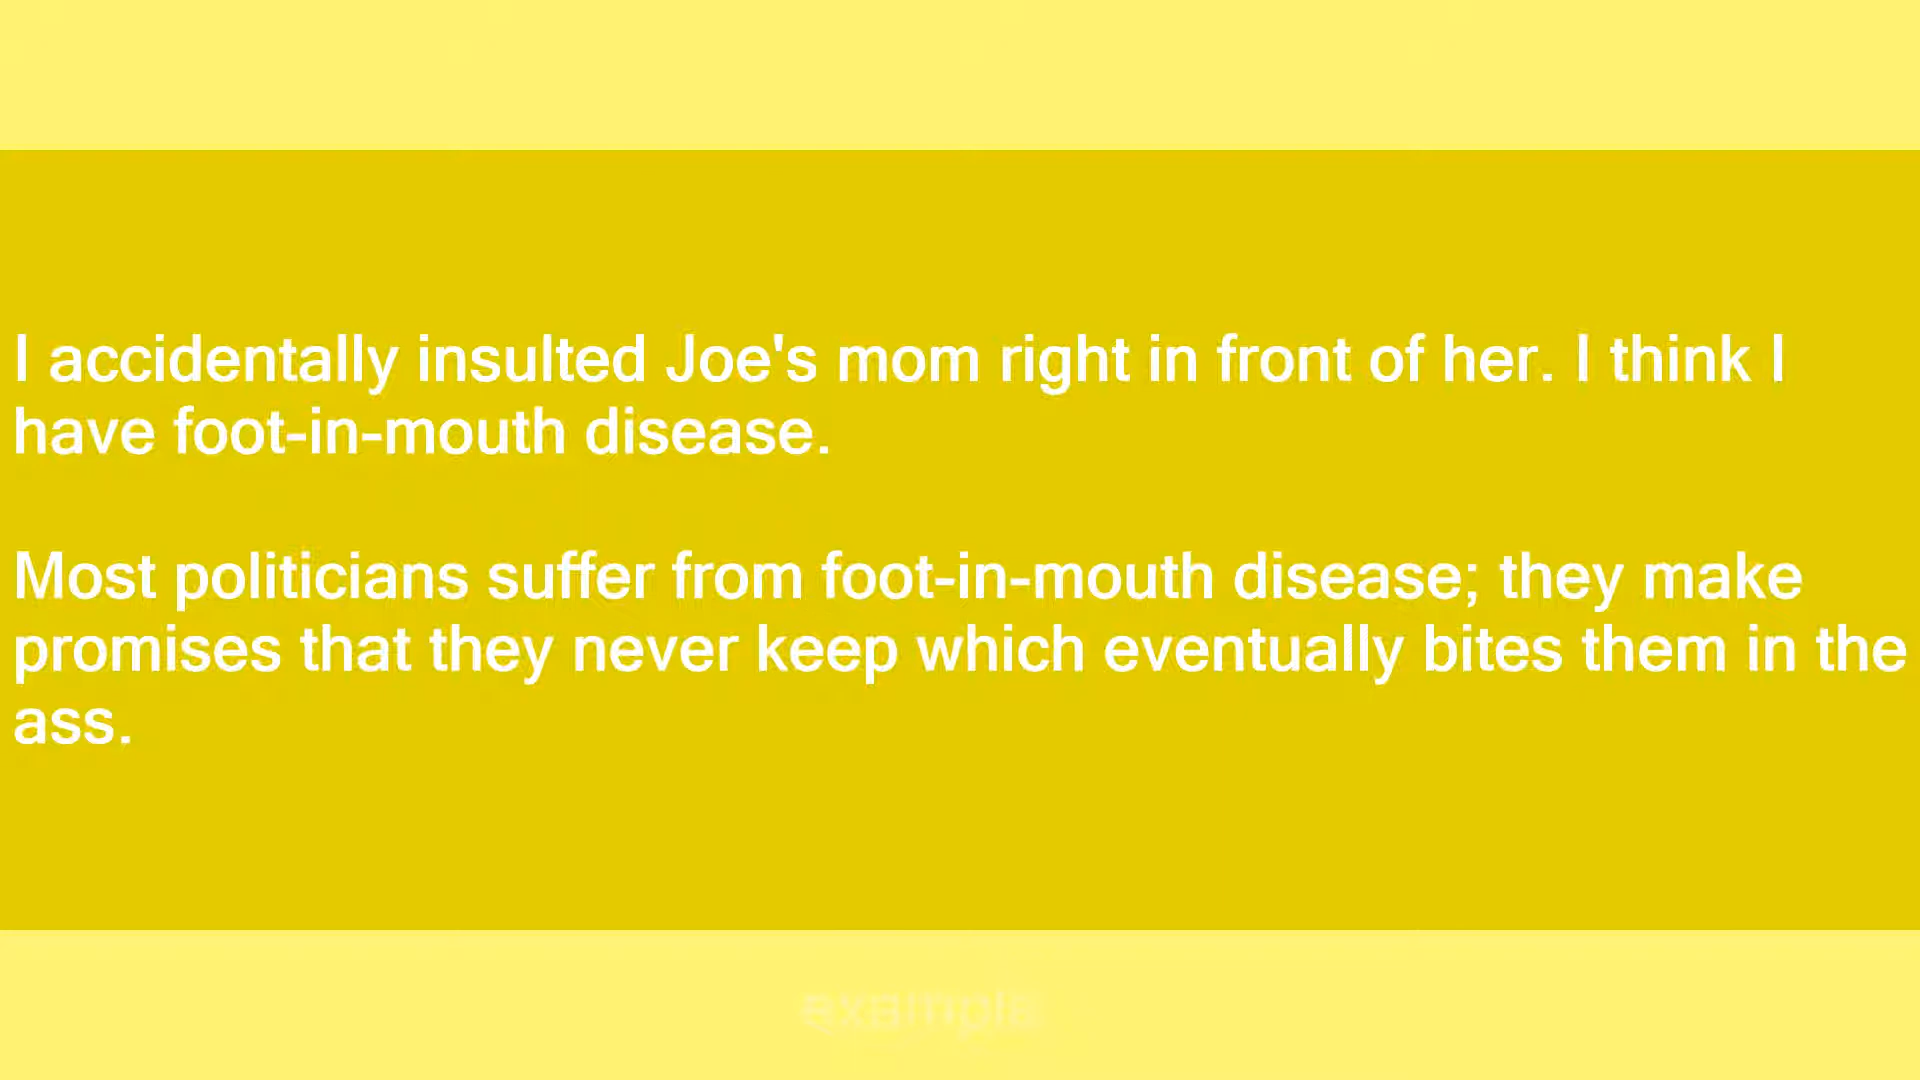 I accidentally insulted Joe's mom right in front of her. I think I
have foot-in-mouth disease.
Most politicians suffer from foot-in-mouth disease; they make
promises that they never keep which eventually bites them in the
ass.
example